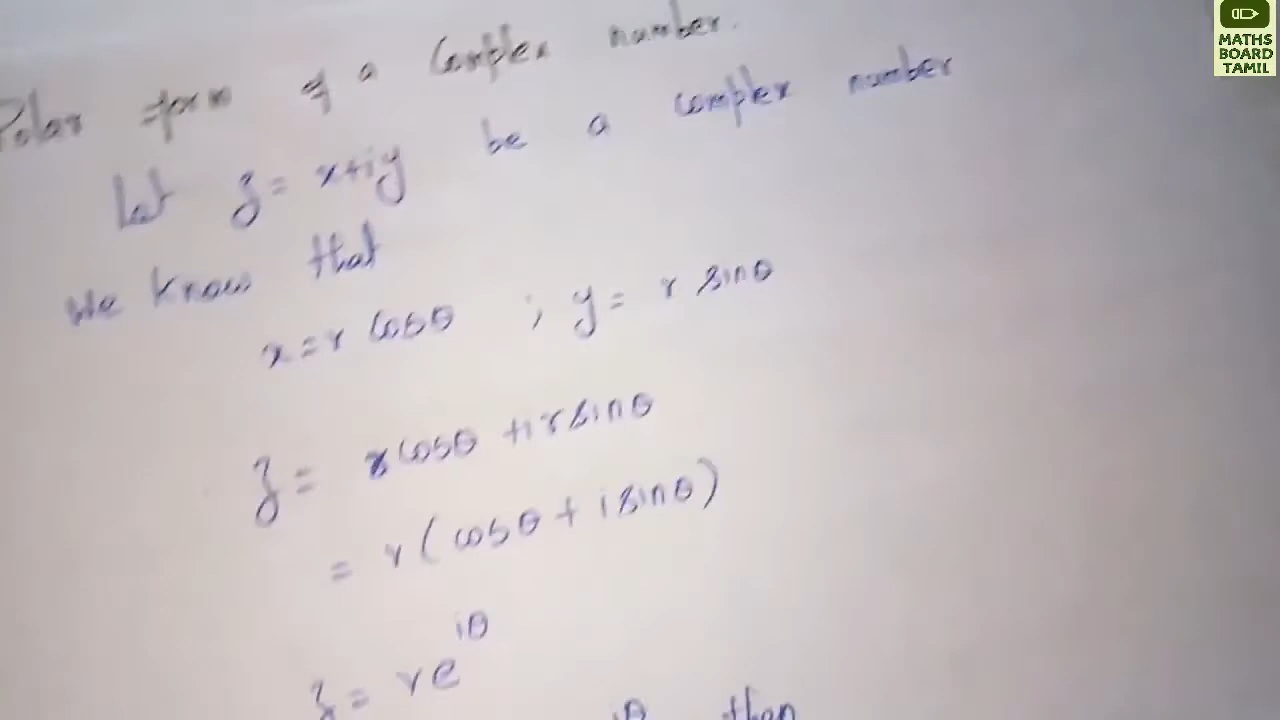 Polar form of a Complex number.
Let z = x+iy be a complex number
We know that
x = r cosθ ; y = r sinθ
z = r cosθ + i r sinθ
= r (cosθ + i sinθ)
z = re^{iθ}
iθ then
MATHS
BOARD
TAMIL